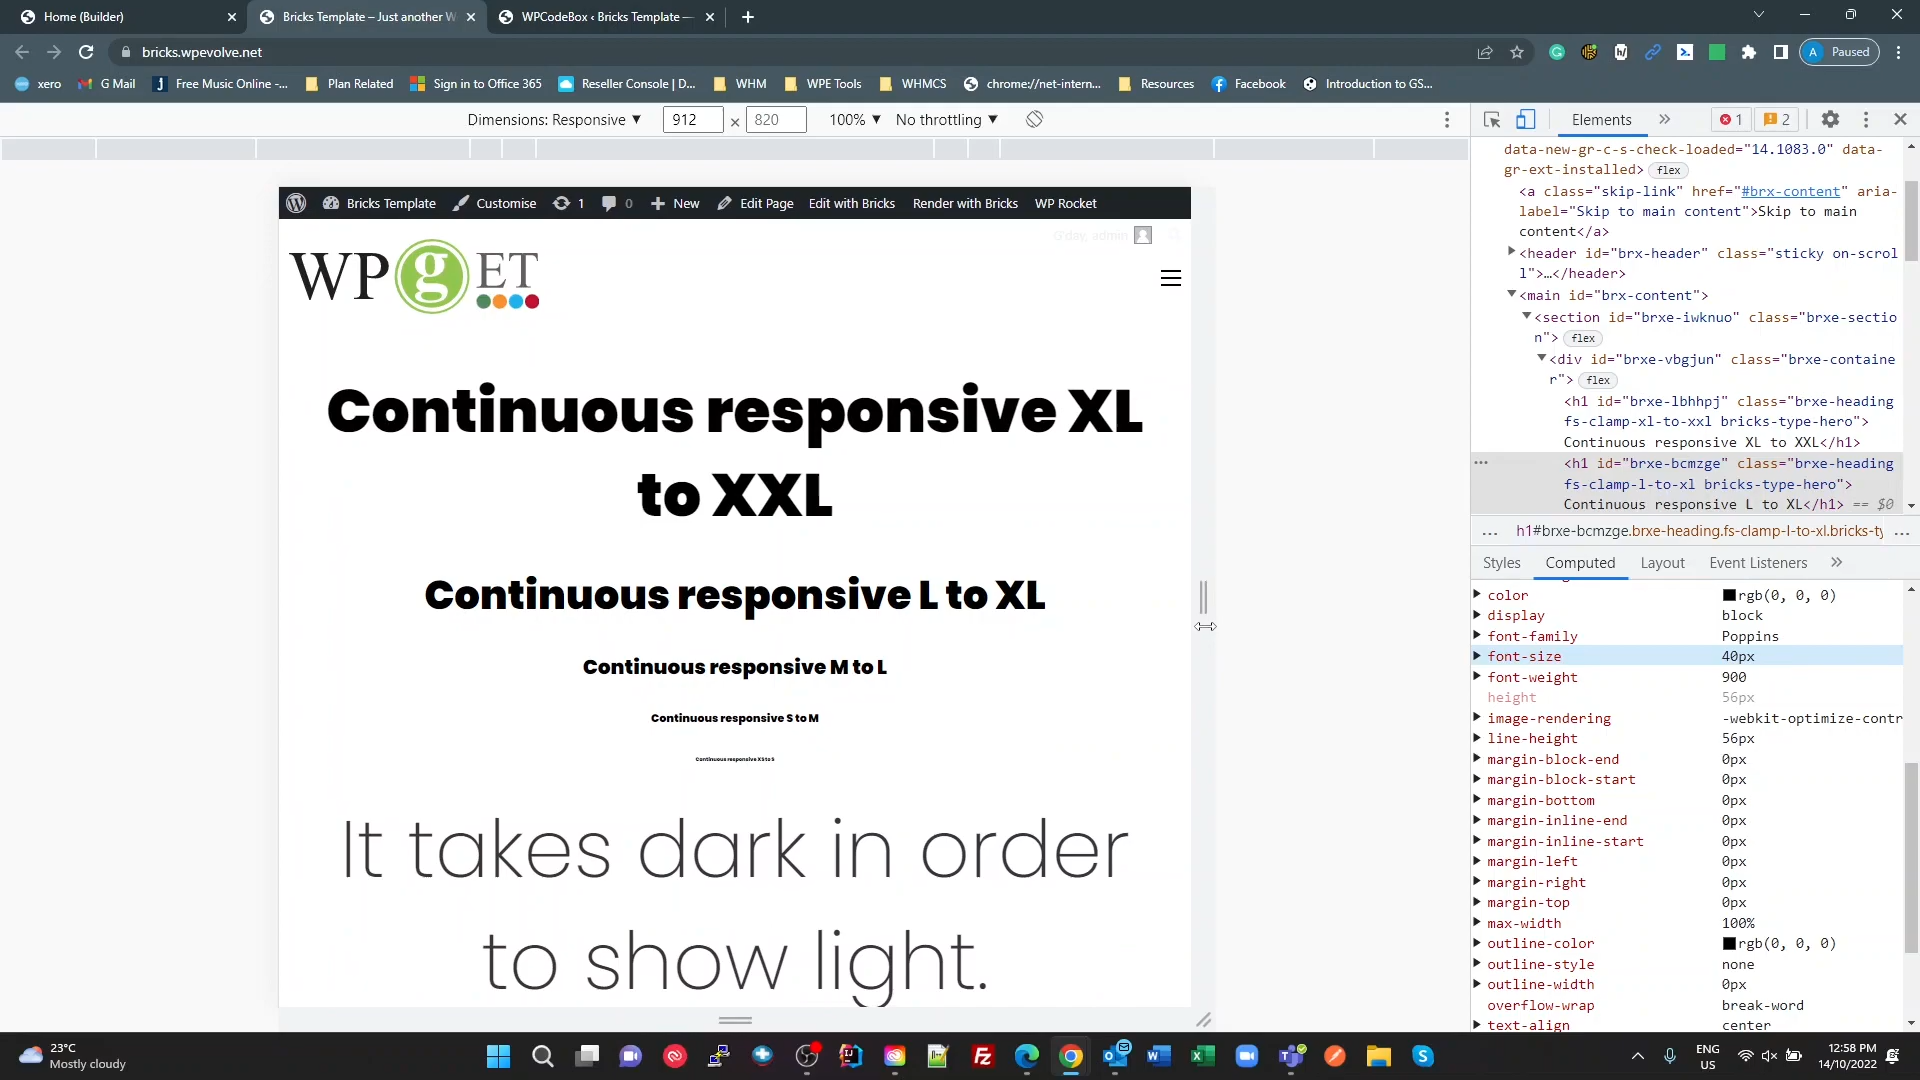 Home (Builder)
Bricks Template – Just another W
WPCodeBox ‹ Bricks Template —
bricks.wpevolve.net
A Paused
xero
G Mail
Free Music Online -...
Plan Related
Sign in to Office 365
Reseller Console | D...
WHM
WPE Tools
WHMCS
chrome://net-intern...
Resources
Facebook
Introduction to GS...
Dimensions: Responsive ▼ 912 × 820 100% ▼ No throttling ▼
Elements » 1 2
Bricks Template Customise 1 0 New Edit Page Edit with Bricks Render with Bricks WP Rocket
G'day, admin
WP g ET
Continuous responsive XL
to XXL
Continuous responsive L to XL
Continuous responsive M to L
Continuous responsive S to M
Continuous responsive XS to S
It takes dark in order
to show light.
data-new-gr-c-s-check-loaded="14.1083.0" data-
gr-ext-installed> flex
<a class="skip-link" href="#brx-content" aria-
label="Skip to main content">Skip to main
content</a>
<header id="brx-header" class="sticky on-scrol
l">…</header>
<main id="brx-content">
<section id="brxe-iwknuo" class="brxe-sectio
n"> flex
<div id="brxe-vbgjun" class="brxe-containe
r"> flex
<h1 id="brxe-lbhhpj" class="brxe-heading
fs-clamp-xl-to-xxl bricks-type-hero">
Continuous responsive XL to XXL</h1>
<h1 id="brxe-bcmzge" class="brxe-heading
fs-clamp-l-to-xl bricks-type-hero">
Continuous responsive L to XL</h1> == $0
... h1#brxe-bcmzge.brxe-heading.fs-clamp-l-to-xl.bricks-ty ...
Styles Computed Layout Event Listeners »
color rgb(0, 0, 0)
display block
font-family Poppins
font-size 40px
font-weight 900
height 56px
image-rendering -webkit-optimize-contr
line-height 56px
margin-block-end 0px
margin-block-start 0px
margin-bottom 0px
margin-inline-end 0px
margin-inline-start 0px
margin-left 0px
margin-right 0px
margin-top 0px
max-width 100%
outline-color rgb(0, 0, 0)
outline-style none
outline-width 0px
overflow-wrap break-word
text-align center
23°C
Mostly cloudy
ENG
US
12:58 PM
14/10/2022